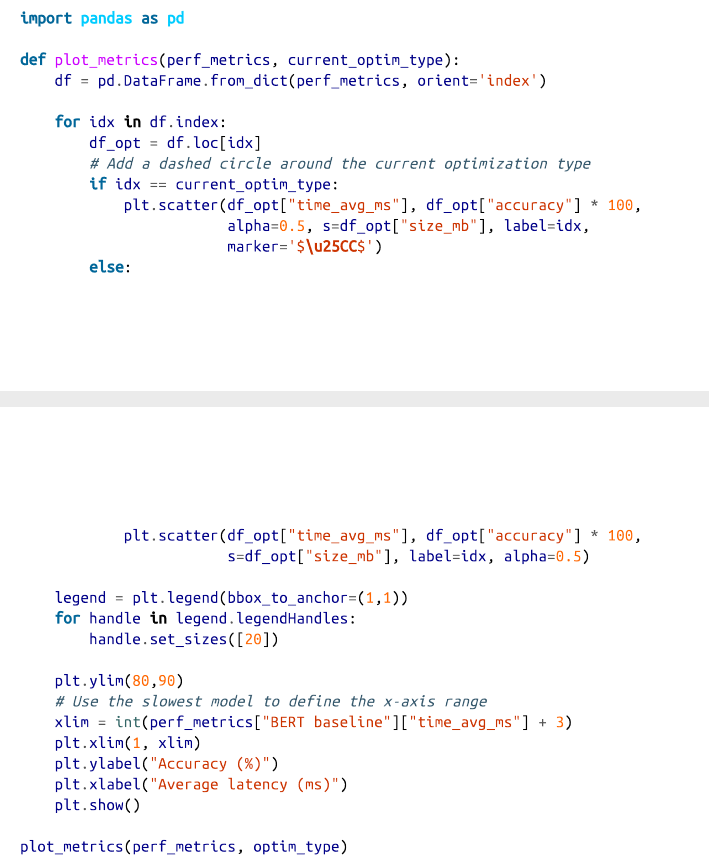 import pandas as pd

def plot_metrics(perf_metrics, current_optim_type):
    df = pd.DataFrame.from_dict(perf_metrics, orient='index')

    for idx in df.index:
        df_opt = df.loc[idx]
        # Add a dashed circle around the current optimization type
        if idx == current_optim_type:
            plt.scatter(df_opt["time_avg_ms"], df_opt["accuracy"] * 100,
                        alpha=0.5, s=df_opt["size_mb"], label=idx,
                        marker='$\u25CC$')
        else:
            plt.scatter(df_opt["time_avg_ms"], df_opt["accuracy"] * 100,
                        s=df_opt["size_mb"], label=idx, alpha=0.5)

    legend = plt.legend(bbox_to_anchor=(1,1))
    for handle in legend.legendHandles:
        handle.set_sizes([20])

    plt.ylim(80,90)
    # Use the slowest model to define the x-axis range
    xlim = int(perf_metrics["BERT baseline"]["time_avg_ms"] + 3)
    plt.xlim(1, xlim)
    plt.ylabel("Accuracy (%)")
    plt.xlabel("Average latency (ms)")
    plt.show()

plot_metrics(perf_metrics, optim_type)